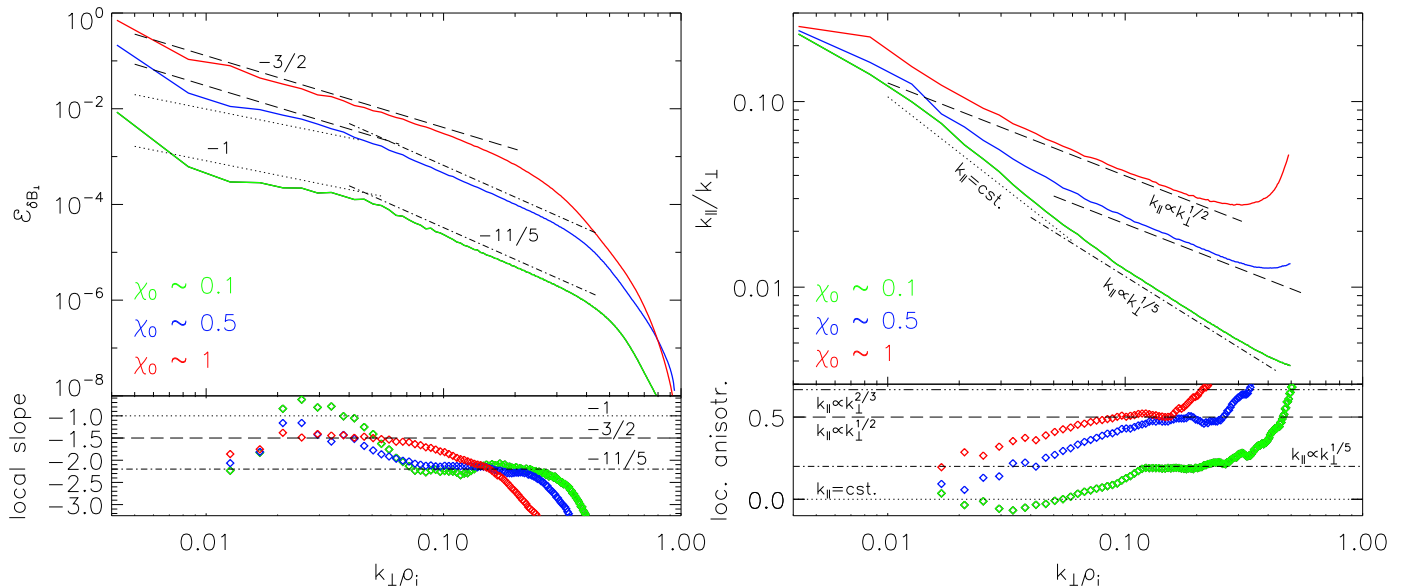 10⁰
10⁻²
10⁻⁴
10⁻⁶
10⁻⁸
ℰ_δB⊥
−3/2
−1
−11/5
χ₀ ~ 0.1
χ₀ ~ 0.5
χ₀ ~ 1
local slope
−1.0
−1.5
−2.0
−2.5
−3.0
−1
−3/2
−11/5
0.01
0.10
1.00
k⊥ρᵢ
k∥/k⊥
0.10
0.01
k∥=cst.
k∥∝k⊥^1/2
k∥∝k⊥^1/5
χ₀ ~ 0.1
χ₀ ~ 0.5
χ₀ ~ 1
loc. anisotr.
0.5
0.0
k∥∝k⊥^2/3
k∥∝k⊥^1/2
k∥∝k⊥^1/5
k∥=cst.
0.01
0.10
1.00
k⊥ρᵢ